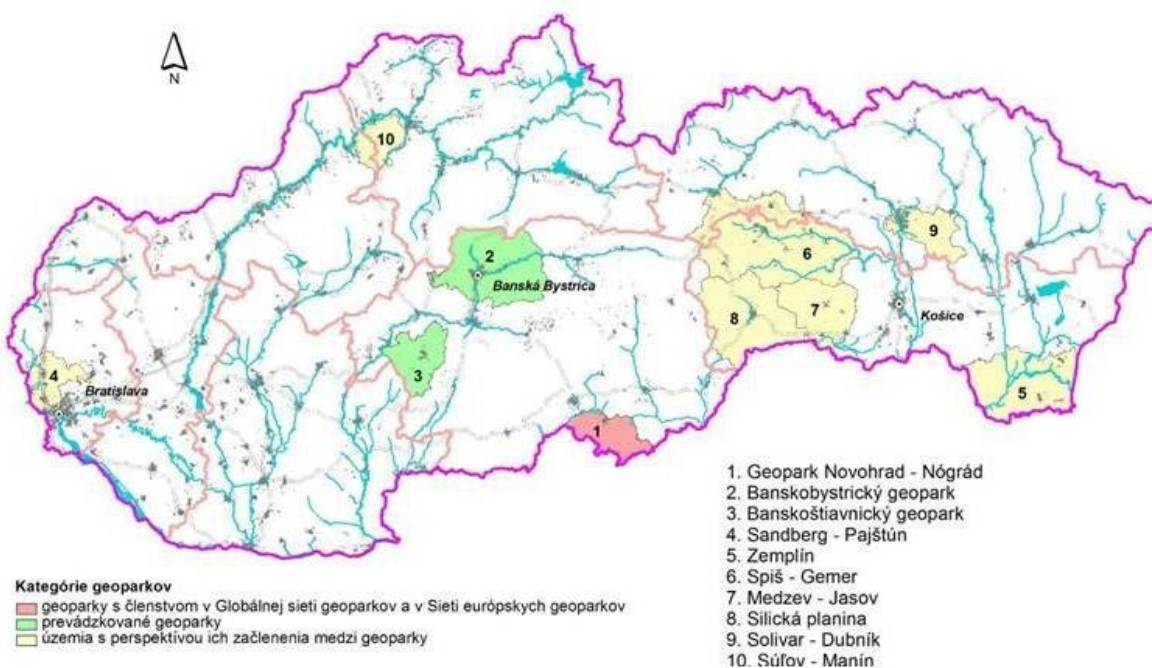 N
10
9
2
6
Banská Bystrica
7
8
Košice
3
4
Bratislava
5
1
1. Geopark Novohrad - Nógrád
2. Banskobystrický geopark
3. Banskoštiavnický geopark
4. Sandberg - Pajštún
5. Zemplín
6. Spiš - Gemer
7. Medzev - Jasov
8. Silická planina
9. Solivar - Dubník
10. Súľov - Manín
Kategórie geoparkov
geoparky s členstvom v Globálnej sieti geoparkov a v Sieti európskych geoparkov
prevádzkované geoparky
územia s perspektívou ich začlenenia medzi geoparky